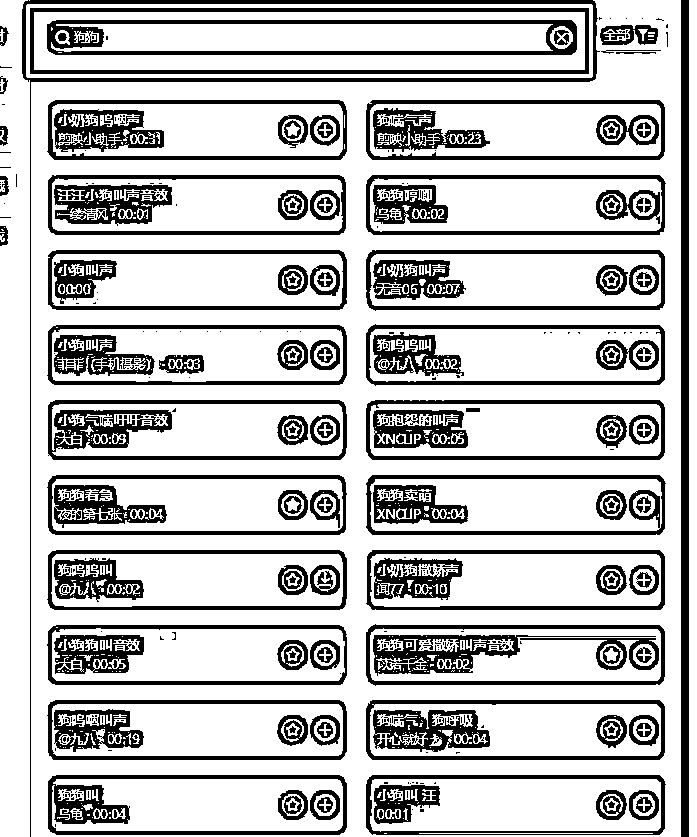 狗狗
全部
小奶狗呜咽声
剪映小助手 · 00:31
狗喘气声
剪映小助手 · 00:23
汪汪小狗叫声音效
一缕清风 · 00:01
狗狗哼唧
乌龟 · 00:02
小狗叫声
00:00
小奶狗叫声
无音06 · 00:07
小狗叫声
菲菲（手机摄影） · 00:03
狗呜呜叫
@九八 · 00:02
小狗气喘吁吁音效
大白 · 00:09
狗抱怨的叫声
XNCLIP · 00:05
狗狗着急
夜的第七张 · 00:04
狗狗卖萌
XNCLIP · 00:04
狗呜呜叫
@九八 · 00:02
小奶狗撒娇声
闻77 · 00:10
小狗狗叫音效
大白 · 00:05
狗狗可爱撒娇叫声音效
艾诺千金 · 00:02
狗呜咽叫声
@九八 · 00:19
狗喘气，狗呼吸
开心就好 · 00:04
狗狗叫
乌龟 · 00:04
小狗叫 汪
00:01